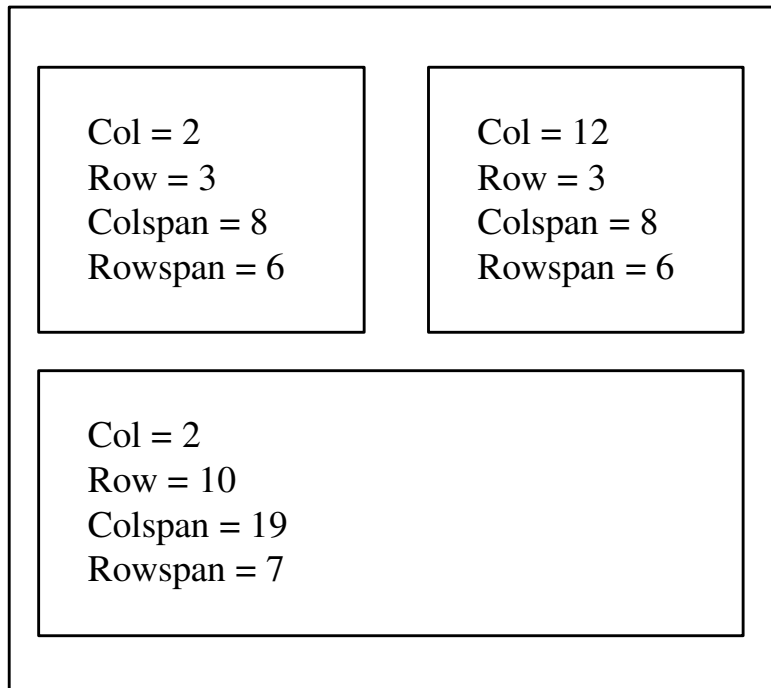 Col = 2
Row = 3
Colspan = 8
Rowspan = 6
Col = 12
Row = 3
Colspan = 8
Rowspan = 6
Col = 2
Row = 10
Colspan = 19
Rowspan = 7